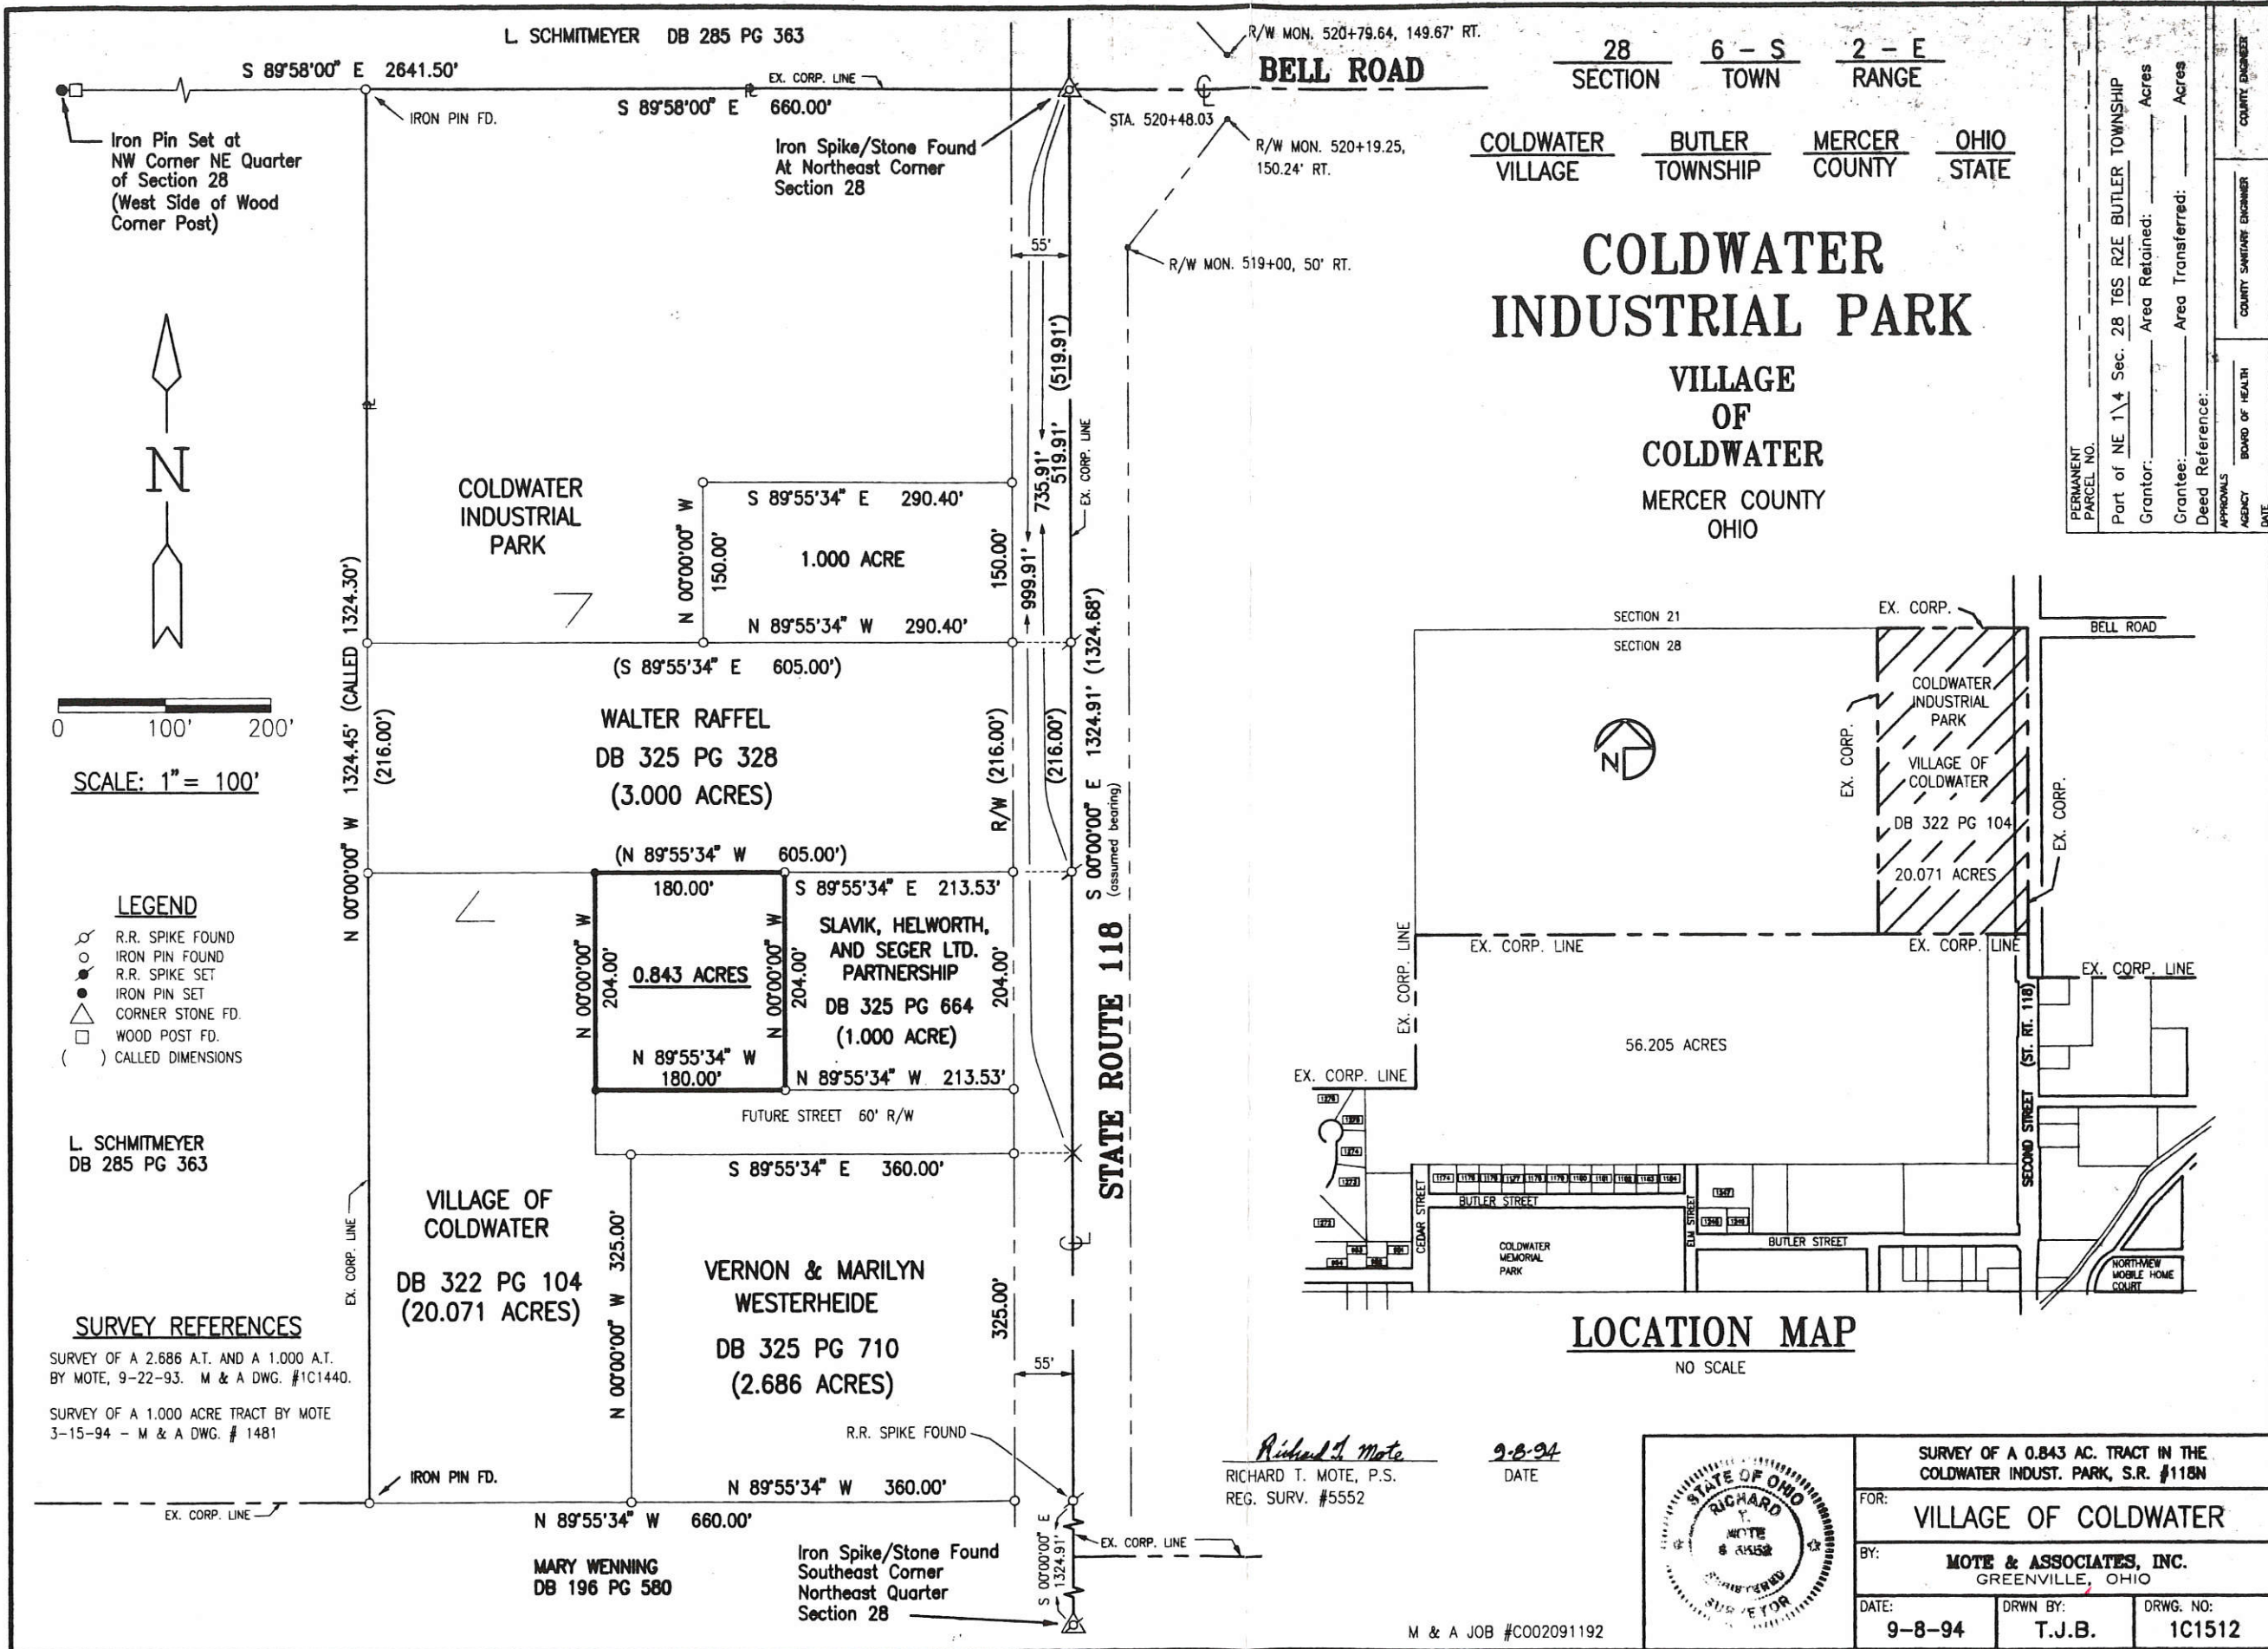 L. SCHMITMEYER DB 285 PG 363
S 89°58'00" E 2641.50'
EX. CORP. LINE
S 89°58'00" E 660.00'
IRON PIN FD.
Iron Pin Set at
NW Corner NE Quarter
of Section 28
(West Side of Wood
Corner Post)
Iron Spike/Stone Found
At Northeast Corner
Section 28
R/W MON. 520+79.64, 149.67' RT.
BELL ROAD
STA. 520+48.03
R/W MON. 520+19.25,
150.24' RT.
55'
R/W MON. 519+00, 50' RT.
28 6 - S 2 - E
SECTION TOWN RANGE
COLDWATER BUTLER MERCER OHIO
VILLAGE TOWNSHIP COUNTY STATE
COLDWATER
INDUSTRIAL PARK
VILLAGE
OF
COLDWATER
MERCER COUNTY
OHIO
PERMANENT
PARCEL NO.
Part of NE 1\4 Sec. 28 T6S R2E BUTLER TOWNSHIP
Grantor: Area Retained: Acres
Grantee: Area Transferred: Acres
Deed Reference:
APPROVALS
AGENCY BOARD OF HEALTH COUNTY SANITARY ENGINEER COUNTY ENGINEER
DATE
N
0 100' 200'
SCALE: 1" = 100'
COLDWATER
INDUSTRIAL
PARK
S 89°55'34" E 290.40'
N 00°00'00" W
150.00'
1.000 ACRE
150.00'
N 89°55'34" W 290.40'
999.91'
735.91'
519.91' (519.91')
EX. CORP. LINE
N 00°00'00" W 1324.45' (CALLED 1324.30')
(216.00')
(S 89°55'34" E 605.00')
WALTER RAFFEL
DB 325 PG 328
(3.000 ACRES)
R/W (216.00')
(216.00')
S 00°00'00" E 1324.91' (1324.68')
(assumed bearing)
(N 89°55'34" W 605.00')
180.00'
N 00°00'00" W
204.00'
0.843 ACRES
N 00°00'00" W
204.00'
N 89°55'34" W
180.00'
S 89°55'34" E 213.53'
SLAVIK, HELWORTH,
AND SEGER LTD.
PARTNERSHIP
DB 325 PG 664
(1.000 ACRE)
204.00'
N 89°55'34" W 213.53'
FUTURE STREET 60' R/W
STATE ROUTE 118
LEGEND
R.R. SPIKE FOUND
IRON PIN FOUND
R.R. SPIKE SET
IRON PIN SET
CORNER STONE FD.
WOOD POST FD.
( ) CALLED DIMENSIONS
L. SCHMITMEYER
DB 285 PG 363
EX. CORP. LINE
S 89°55'34" E 360.00'
VILLAGE OF
COLDWATER
DB 322 PG 104
(20.071 ACRES)
N 00°00'00" W 325.00'
VERNON & MARILYN
WESTERHEIDE
DB 325 PG 710
(2.686 ACRES)
325.00'
55'
R.R. SPIKE FOUND
N 89°55'34" W 360.00'
SURVEY REFERENCES
SURVEY OF A 2.686 A.T. AND A 1.000 A.T.
BY MOTE, 9-22-93. M & A DWG. #1C1440.
SURVEY OF A 1.000 ACRE TRACT BY MOTE
3-15-94 - M & A DWG. # 1481
IRON PIN FD.
EX. CORP. LINE
N 89°55'34" W 660.00'
MARY WENNING
DB 196 PG 580
Iron Spike/Stone Found
Southeast Corner
Northeast Quarter
Section 28
S 00°00'00" E
1324.91'
EX. CORP. LINE
SECTION 21
SECTION 28
EX. CORP.
BELL ROAD
EX. CORP.
COLDWATER
INDUSTRIAL
PARK
VILLAGE OF
COLDWATER
DB 322 PG 104
20.071 ACRES
EX. CORP.
N
EX. CORP. LINE
EX. CORP. LINE
EX. CORP. LINE
EX. CORP. LINE
56.205 ACRES
EX. CORP. LINE
SECOND STREET (ST. RT. 118)
1174 1175 1176 1177 1178 1179 1180 1181 1182 1183 1184
BUTLER STREET
CEDAR STREET
ELM STREET
1347
BUTLER STREET
COLDWATER
MEMORIAL
PARK
NORTHVIEW
MOBILE HOME
COURT
LOCATION MAP
NO SCALE
Richard T. Mote 9-8-94
RICHARD T. MOTE, P.S. DATE
REG. SURV. #5552
STATE OF OHIO
RICHARD
T.
MOTE
REGISTERED
SURVEYOR
SURVEY OF A 0.843 AC. TRACT IN THE
COLDWATER INDUST. PARK, S.R. #118N
FOR: VILLAGE OF COLDWATER
BY: MOTE & ASSOCIATES, INC.
GREENVILLE, OHIO
DATE: DRWN BY: DRWG. NO:
9-8-94 T.J.B. 1C1512
M & A JOB #CO02091192